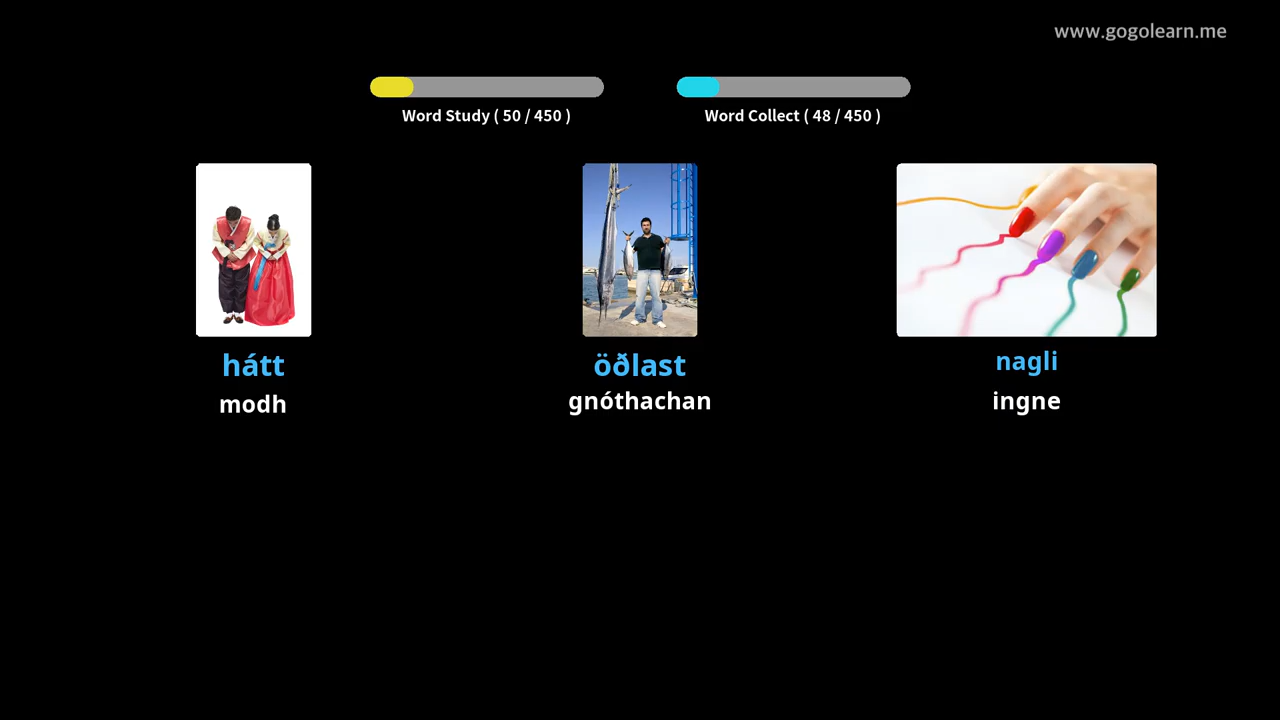 www.gogolearn.me
Word Study ( 50 / 450 )
Word Collect ( 48 / 450 )
hátt
modh
öðlast
gnóthachan
nagli
ingne